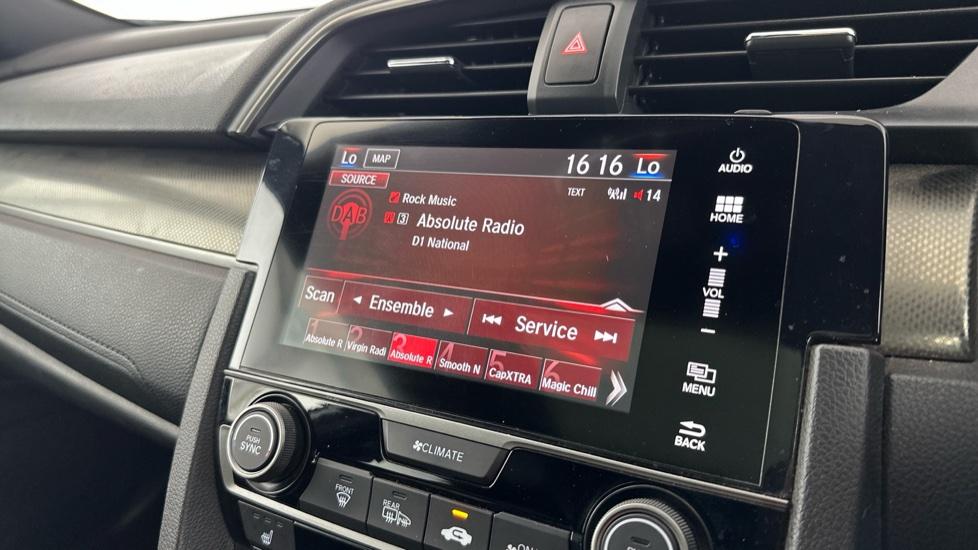 Lo MAP 16 16 Lo
SOURCE TEXT 14
DAB Rock Music
3 Absolute Radio
D1 National
Scan Ensemble Service
1 Absolute R 2 Virgin Radi 3 Absolute R 4 Smooth N 5 CapXTRA 6 Magic Chill
AUDIO
HOME
+
VOL
−
MENU
BACK
PUSH
SYNC
CLIMATE
FRONT
REAR